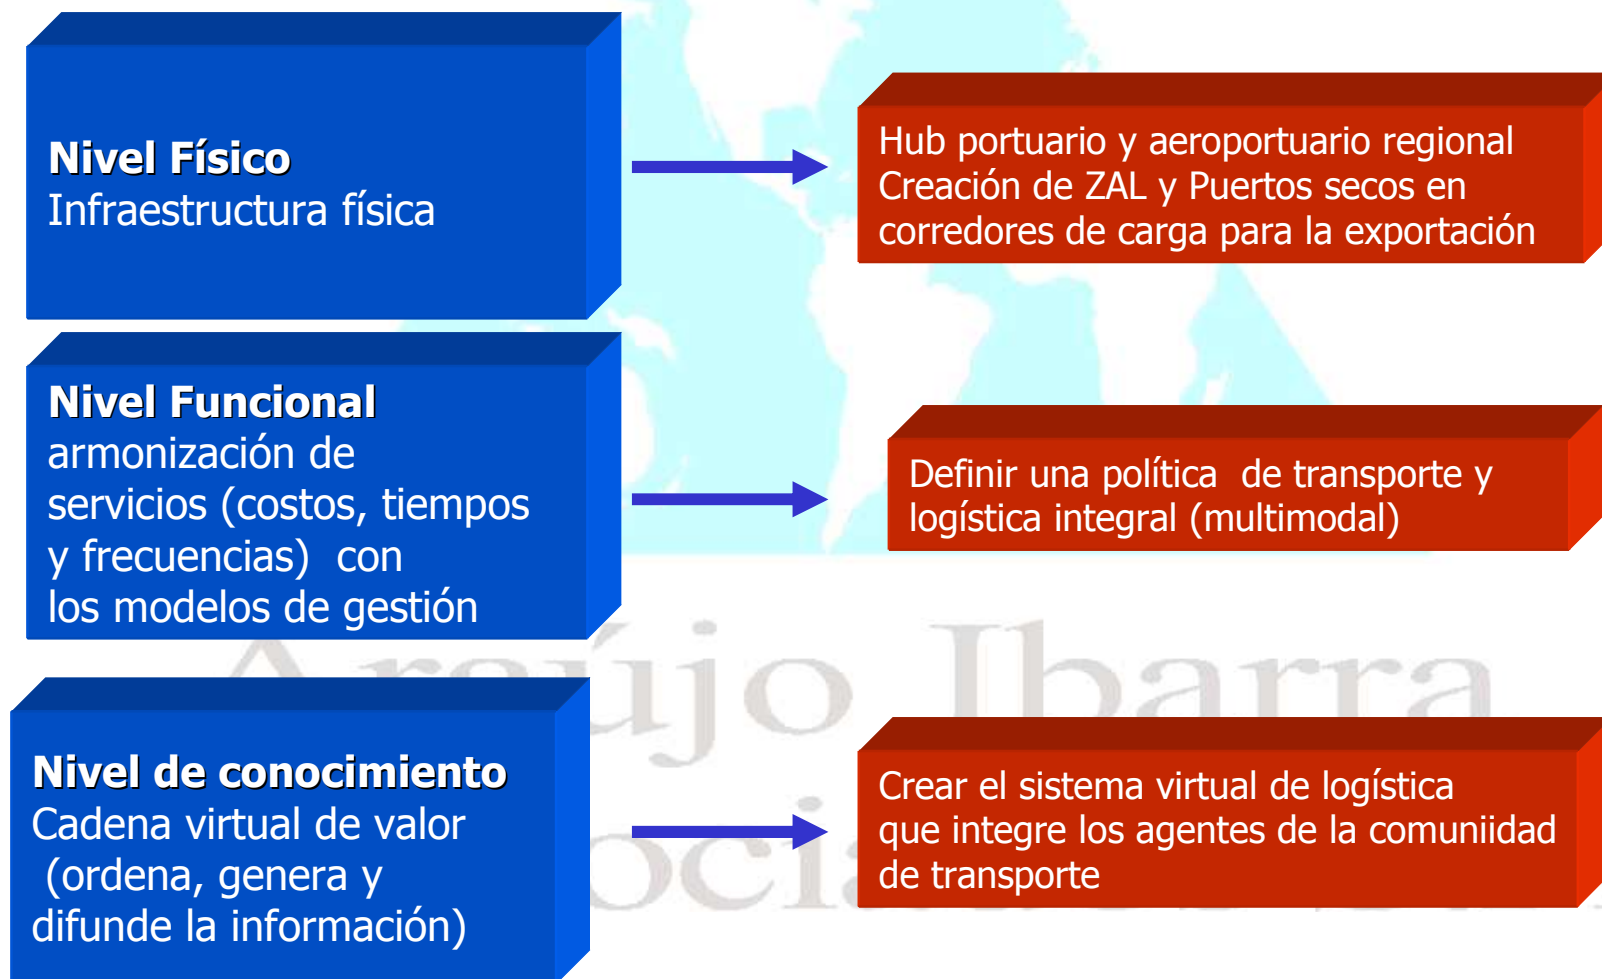 Nivel Físico
Infraestructura física
Hub portuario y aeroportuario regional
Creación de ZAL y Puertos secos en
corredores de carga para la exportación
Nivel Funcional
armonización de
servicios (costos, tiempos
y frecuencias)  con
los modelos de gestión
Definir una política  de transporte y
logística integral (multimodal)
Nivel de conocimiento
Cadena virtual de valor
(ordena, genera y
difunde la información)
Crear el sistema virtual de logística
que integre los agentes de la comuniidad
de transporte
Araújo Ibarra